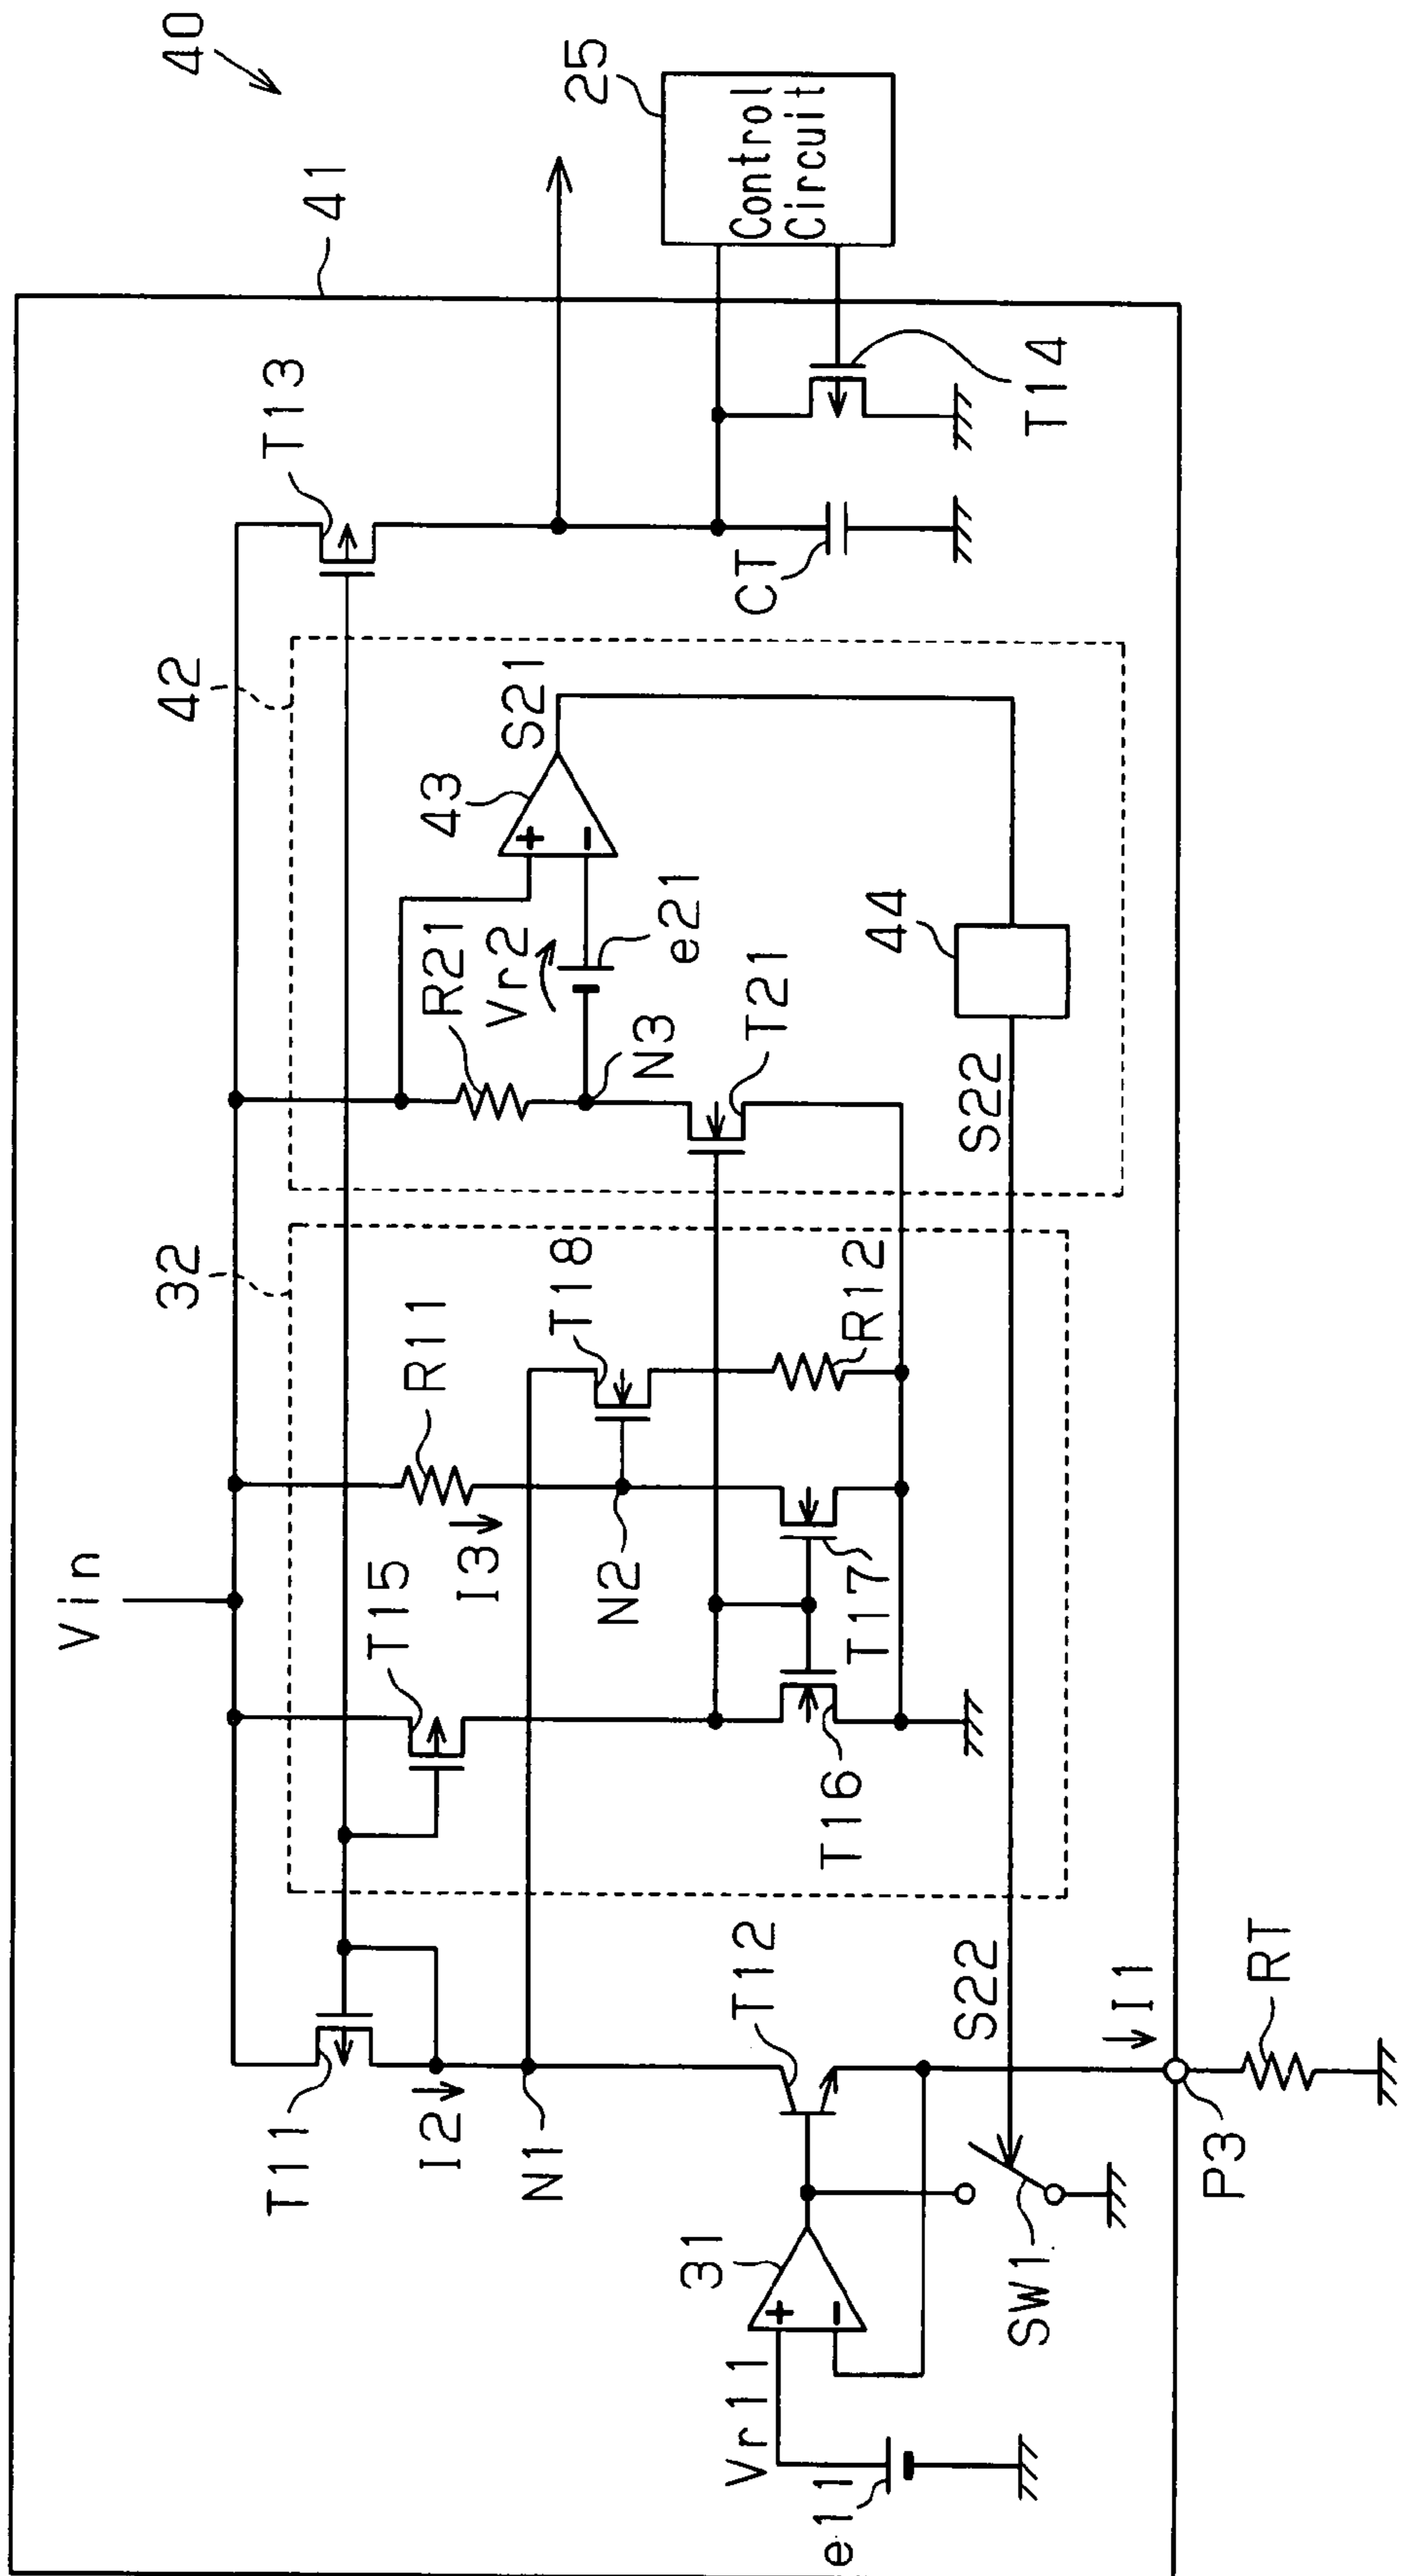 40
41
25
Control
Circuit
T13
T14
CT
42
S21
43
R21
Vr2
e21
N3
T21
44
S22
32
R11
T18
R12
I3
N2
T17
Vin
T15
T16
T11
I2
N1
T12
S22
I1
RT
P3
31
SW1
Vr11
e11